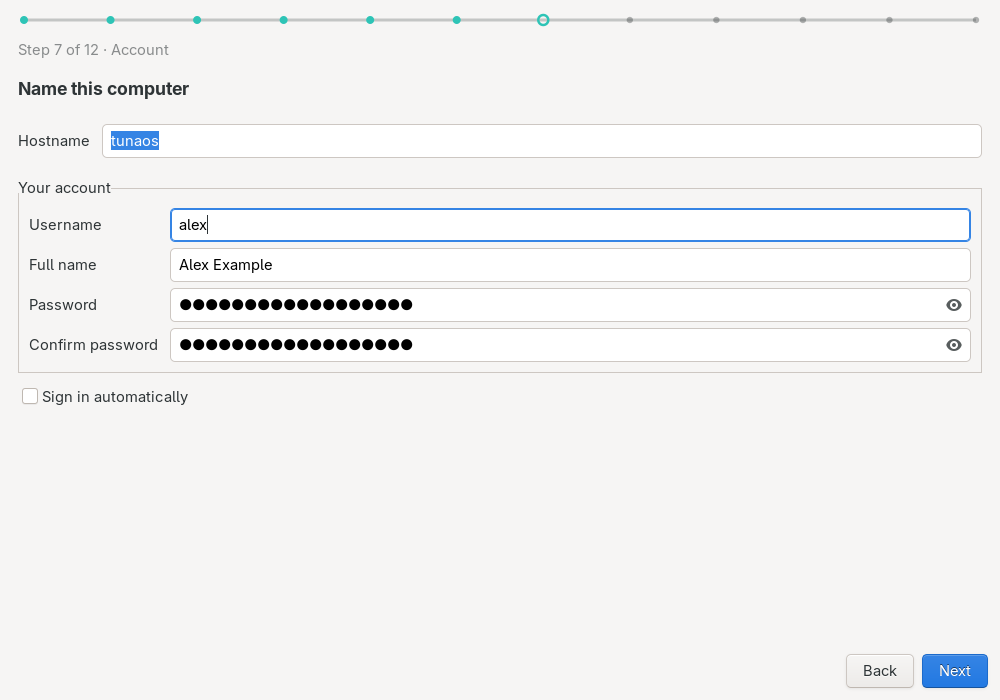 Step 7 of 12 · Account
Name this computer
Hostname tunaos
Your account
Username alex
Full name Alex Example
Password ●●●●●●●●●●●●●●●●●●
Confirm password ●●●●●●●●●●●●●●●●●●
Sign in automatically
Back Next